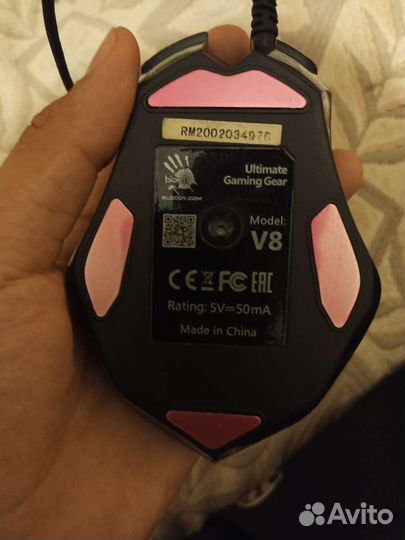 RM2002034976
bloody
BLOODY.COM
Ultimate
Gaming Gear
Model:
V8
CE FC EAC
Rating: 5V⎓50mA
Made in China
Avito